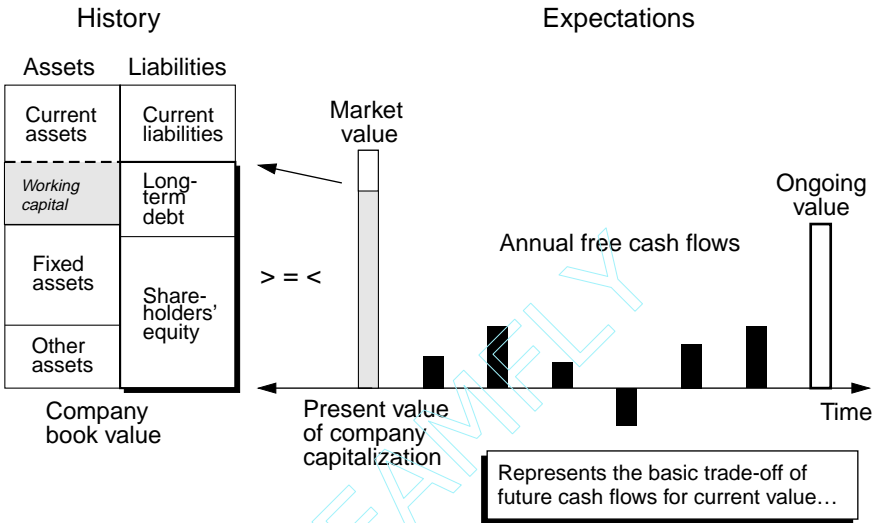 History
Expectations
Assets
Liabilities
Current
assets
Current
liabilities
Working
capital
Long-
term
debt
Fixed
assets
Share-
holders'
equity
Other
assets
Company
book value
> = <
Market
value
Present value
of company
capitalization
Annual free cash flows
Ongoing
value
Time
Represents the basic trade-off of
future cash flows for current value…